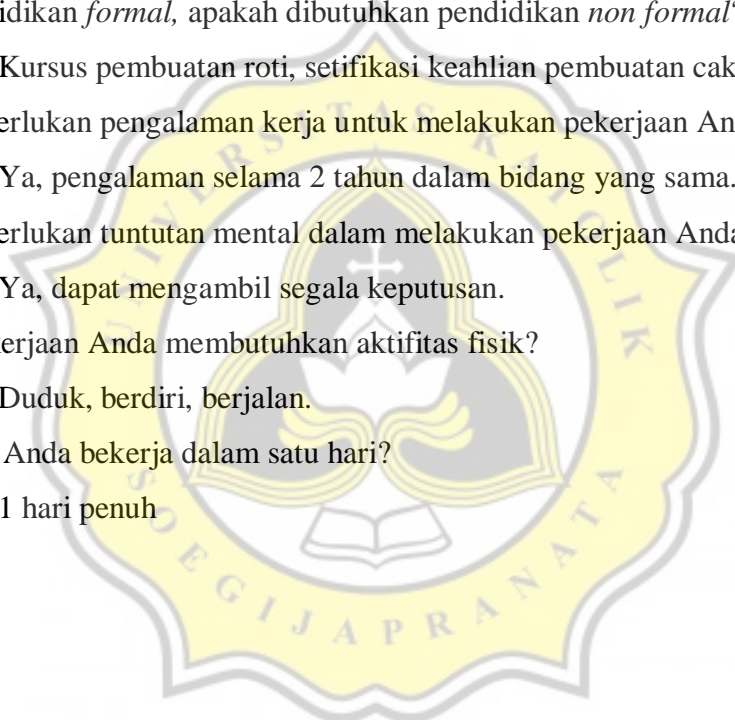 idikan formal, apakah dibutuhkan pendidikan non formal
Kursus pembuatan roti, setifikasi keahlian pembuatan cak
erlukan pengalaman kerja untuk melakukan pekerjaan An
Ya, pengalaman selama 2 tahun dalam bidang yang sama.
erlukan tuntutan mental dalam melakukan pekerjaan Anda
Ya, dapat mengambil segala keputusan.
erjaan Anda membutuhkan aktifitas fisik?
Duduk, berdiri, berjalan.
Anda bekerja dalam satu hari?
1 hari penuh
UNIVERSITAS KATOLIK
SOEGIJAPRANATA